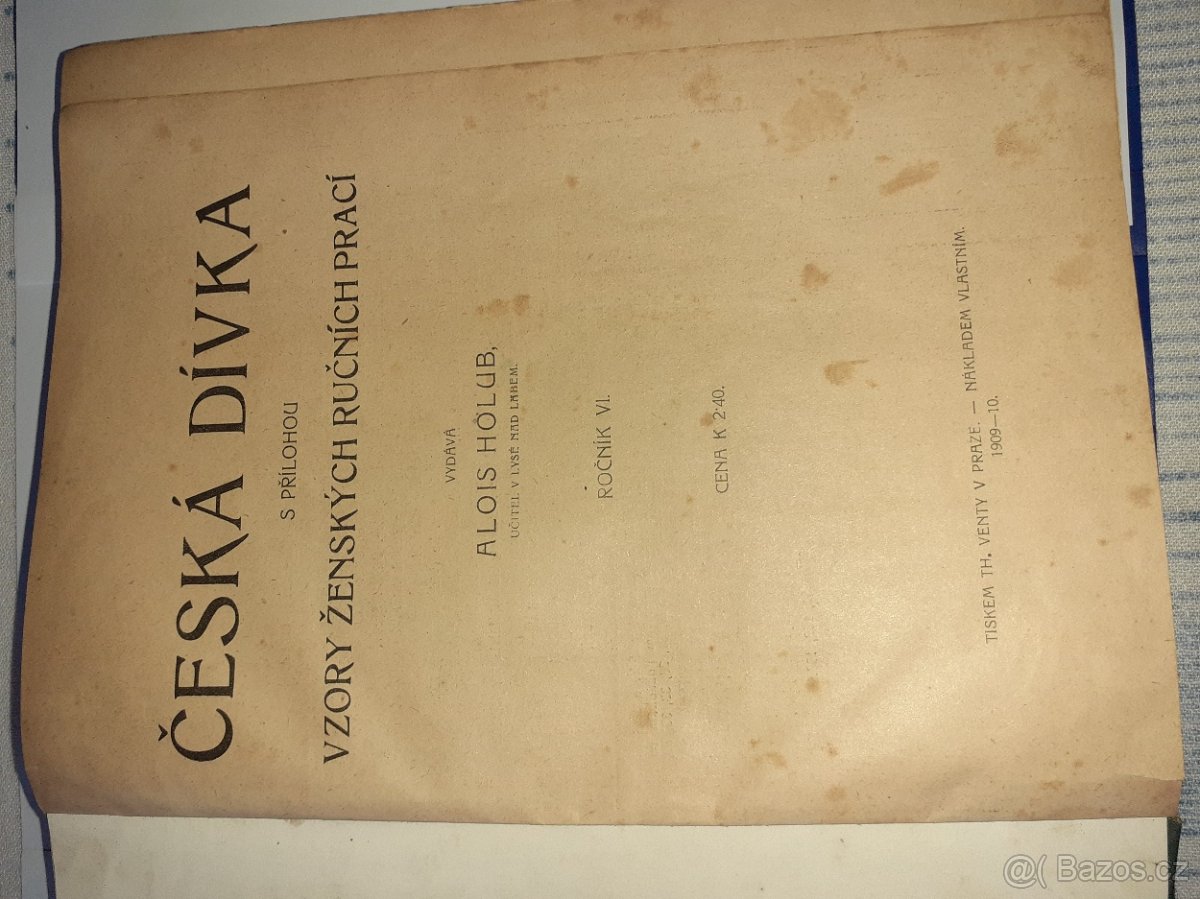 ČESKÁ DÍVKA
S PŘÍLOHOU
VZORY ŽENSKÝCH RUČNÍCH PRACÍ
VYDÁVÁ
ALOIS HOLUB,
UČITEL V LYSÉ NAD LABEM.
ROČNÍK VI.
CENA K 2·40.
TISKEM TH. VENTY V PRAZE. — NÁKLADEM VLASTNÍM.
1909—10.
@( Bazos.cz